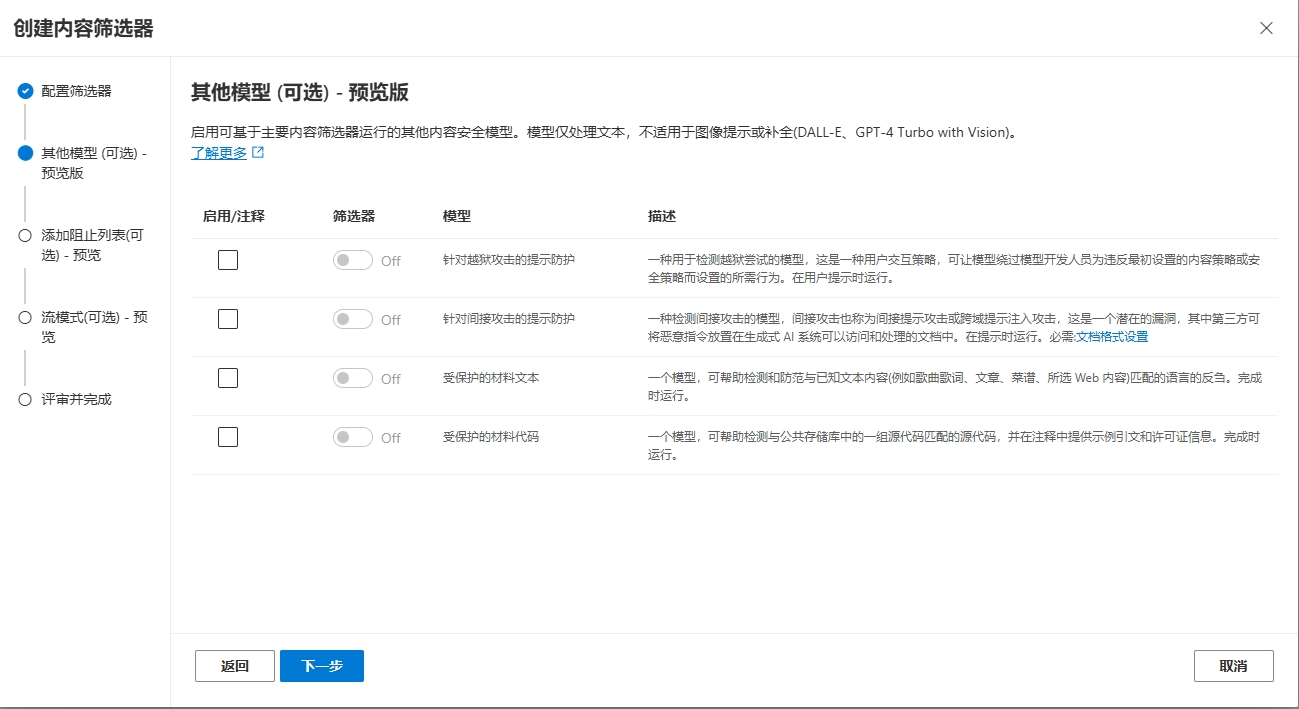 创建内容筛选器
配置筛选器
其他模型 (可选) -
预览版
添加阻止列表(可
选) - 预览
流模式(可选) - 预
览
评审并完成
其他模型 (可选) - 预览版
启用可基于主要内容筛选器运行的其他内容安全模型。模型仅处理文本，不适用于图像提示或补全(DALL-E、GPT-4 Turbo with Vision)。
了解更多
启用/注释 筛选器 模型 描述
Off 针对越狱攻击的提示防护 一种用于检测越狱尝试的模型，这是一种用户交互策略，可让模型绕过模型开发人员为违反最初设置的内容策略或安
全策略而设置的所需行为。在用户提示时运行。
Off 针对间接攻击的提示防护 一种检测间接攻击的模型，间接攻击也称为间接提示攻击或跨域提示注入攻击，这是一个潜在的漏洞，其中第三方可
将恶意指令放置在生成式 AI 系统可以访问和处理的文档中。在提示时运行。必需:文档格式设置
Off 受保护的材料文本 一个模型，可帮助检测和防范与已知文本内容(例如歌曲歌词、文章、菜谱、所选 Web 内容)匹配的语言的反刍。完成
时运行。
Off 受保护的材料代码 一个模型，可帮助检测与公共存储库中的一组源代码匹配的源代码，并在注释中提供示例引文和许可证信息。完成时
运行。
返回 下一步 取消